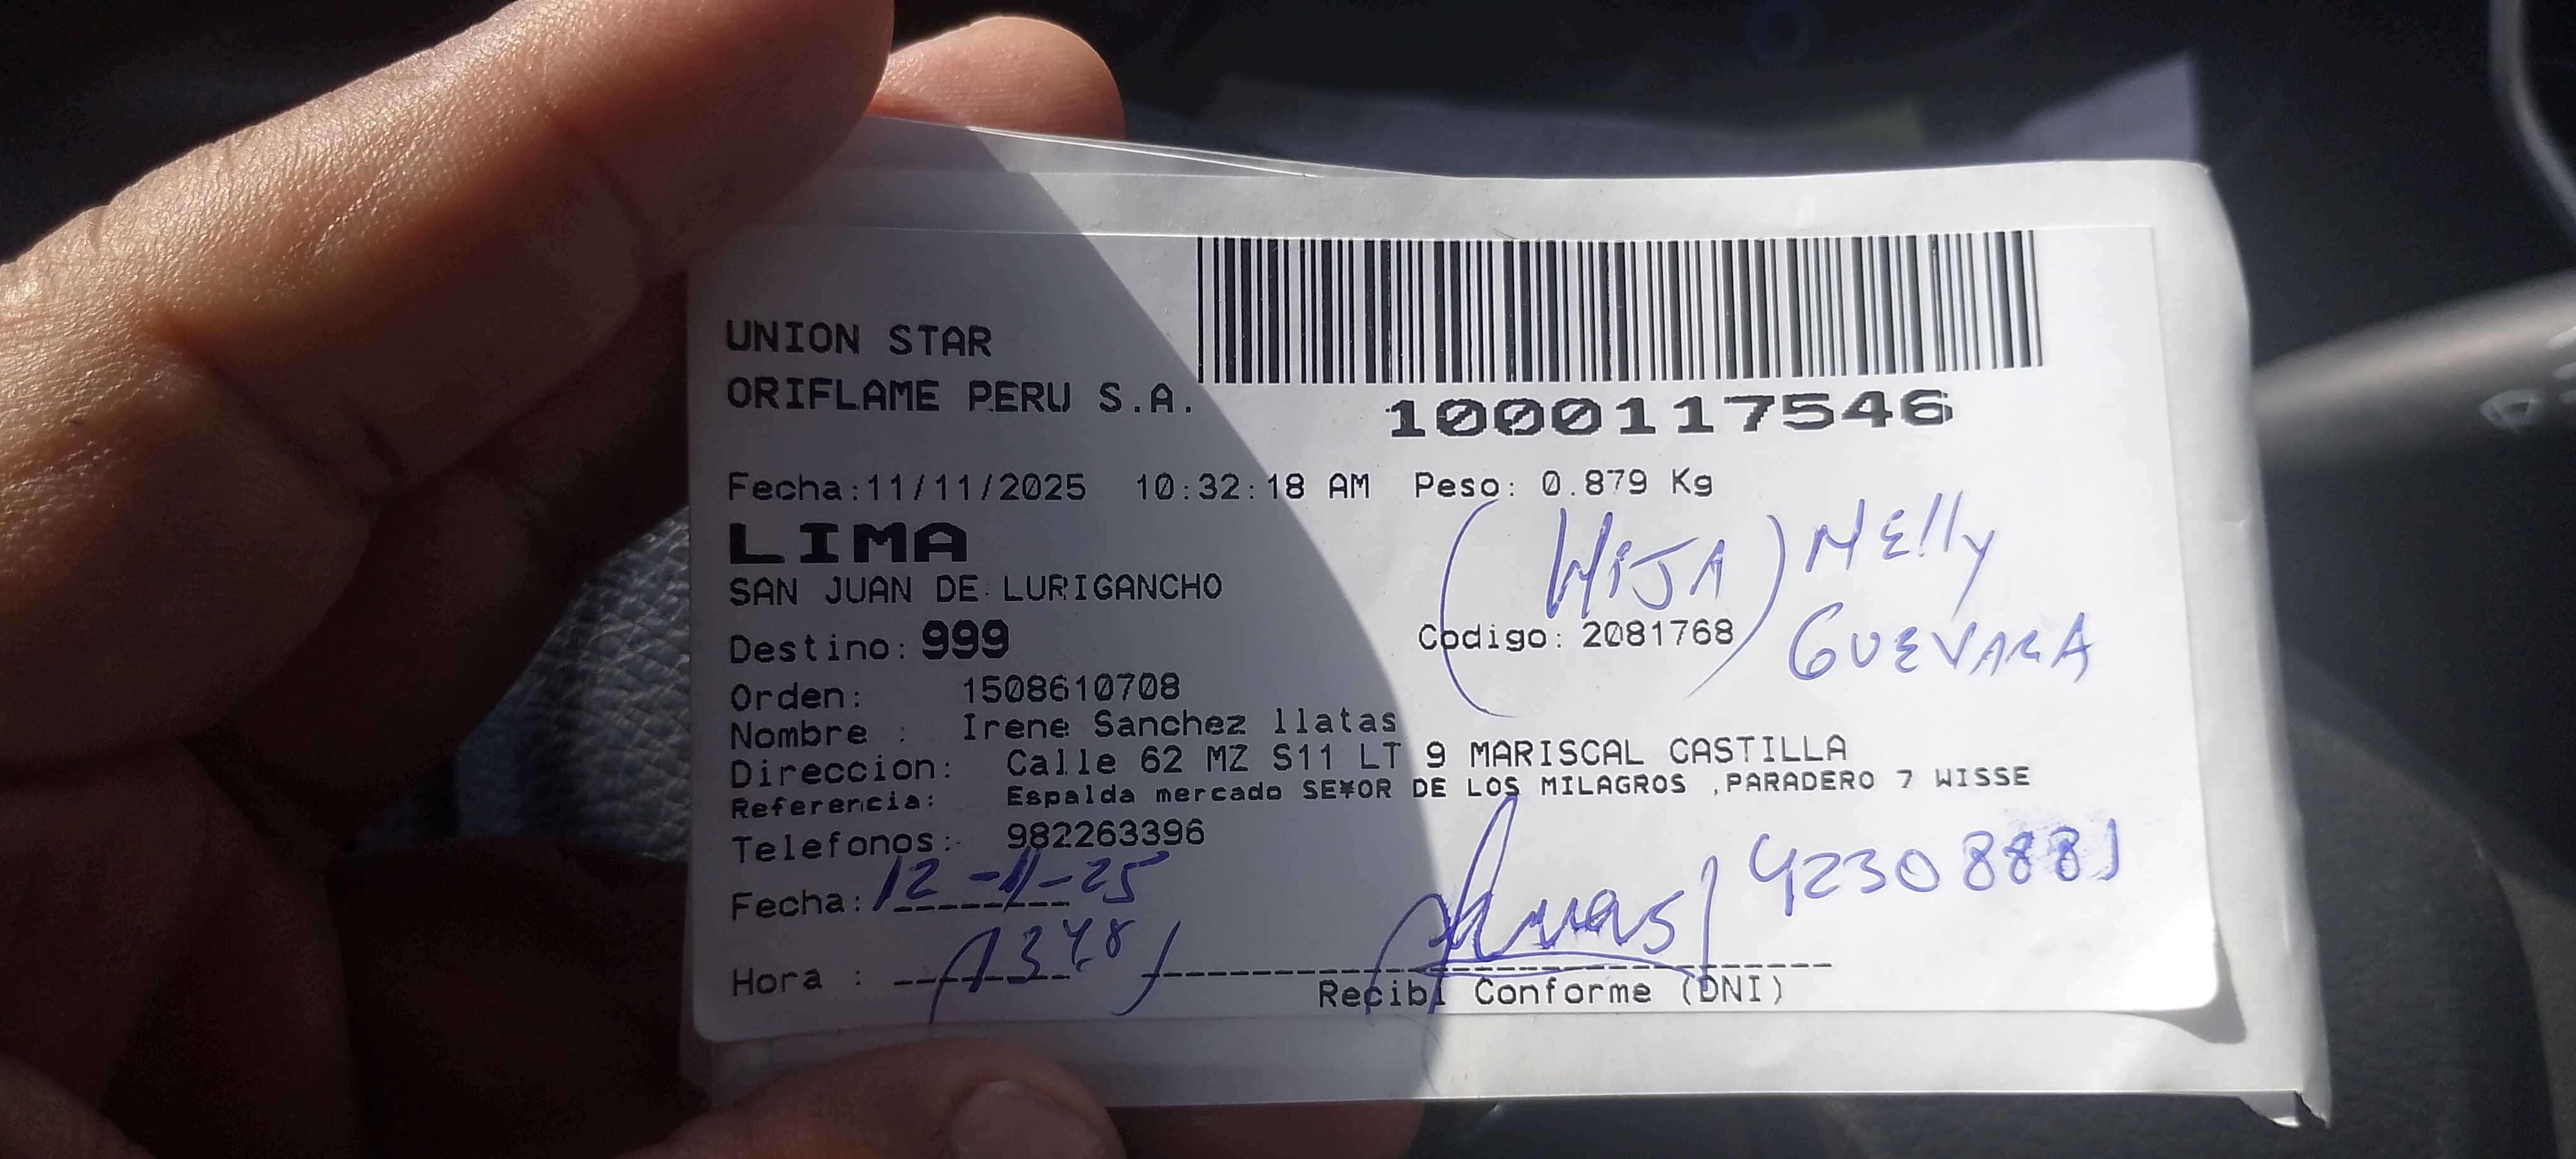 UNION STAR
ORIFLAME PERU S.A.
1000117546
Fecha:11/11/2025 10:32:18 AM Peso: 0.879 Kg
LIMA
(HIJA) NElly
SAN JUAN DE LURIGANCHO
Destino: 999
Codigo: 2081768
GUEVARA
Orden: 1508610708
Nombre : Irene Sanchez llatas
Direccion: Calle 62 MZ S11 LT 9 MARISCAL CASTILLA
Referencia: Espalda mercado SE¥OR DE LOS MILAGROS ,PARADERO 7 WISSE
Telefonos: 982263396
Fecha: 12-11-25
42308881
Hora : 1348
Recibi Conforme (DNI)